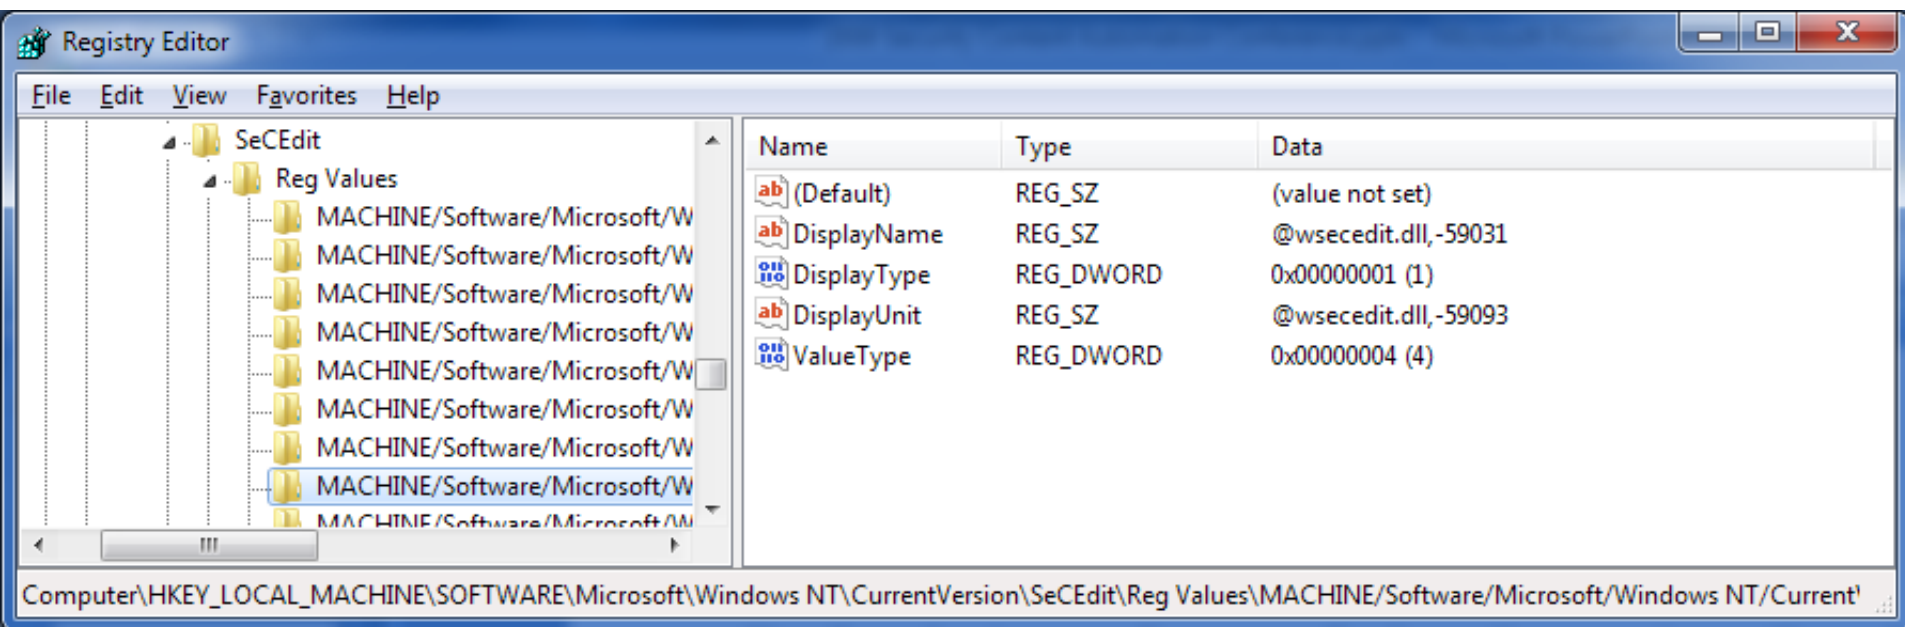 Registry Editor
File Edit View Favorites Help
SeCEdit
Reg Values
MACHINE/Software/Microsoft/W
MACHINE/Software/Microsoft/W
MACHINE/Software/Microsoft/W
MACHINE/Software/Microsoft/W
MACHINE/Software/Microsoft/W
MACHINE/Software/Microsoft/W
MACHINE/Software/Microsoft/W
MACHINE/Software/Microsoft/W
MACHINE/Software/Microsoft/W
Name Type Data
(Default) REG_SZ (value not set)
DisplayName REG_SZ @wsecedit.dll,-59031
DisplayType REG_DWORD 0x00000001 (1)
DisplayUnit REG_SZ @wsecedit.dll,-59093
ValueType REG_DWORD 0x00000004 (4)
Computer\HKEY_LOCAL_MACHINE\SOFTWARE\Microsoft\Windows NT\CurrentVersion\SeCEdit\Reg Values\MACHINE/Software/Microsoft/Windows NT/Current